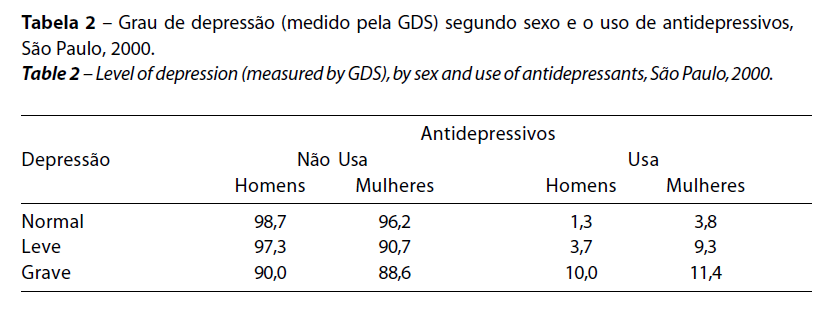 Tabela 2 – Grau de depressão (medido pela GDS) segundo sexo e o uso de antidepressivos,
São Paulo, 2000.
Table 2 – Level of depression (measured by GDS), by sex and use of antidepressants, São Paulo, 2000.
Antidepressivos
Depressão Não Usa Usa
Homens Mulheres Homens Mulheres
Normal 98,7 96,2 1,3 3,8
Leve 97,3 90,7 3,7 9,3
Grave 90,0 88,6 10,0 11,4